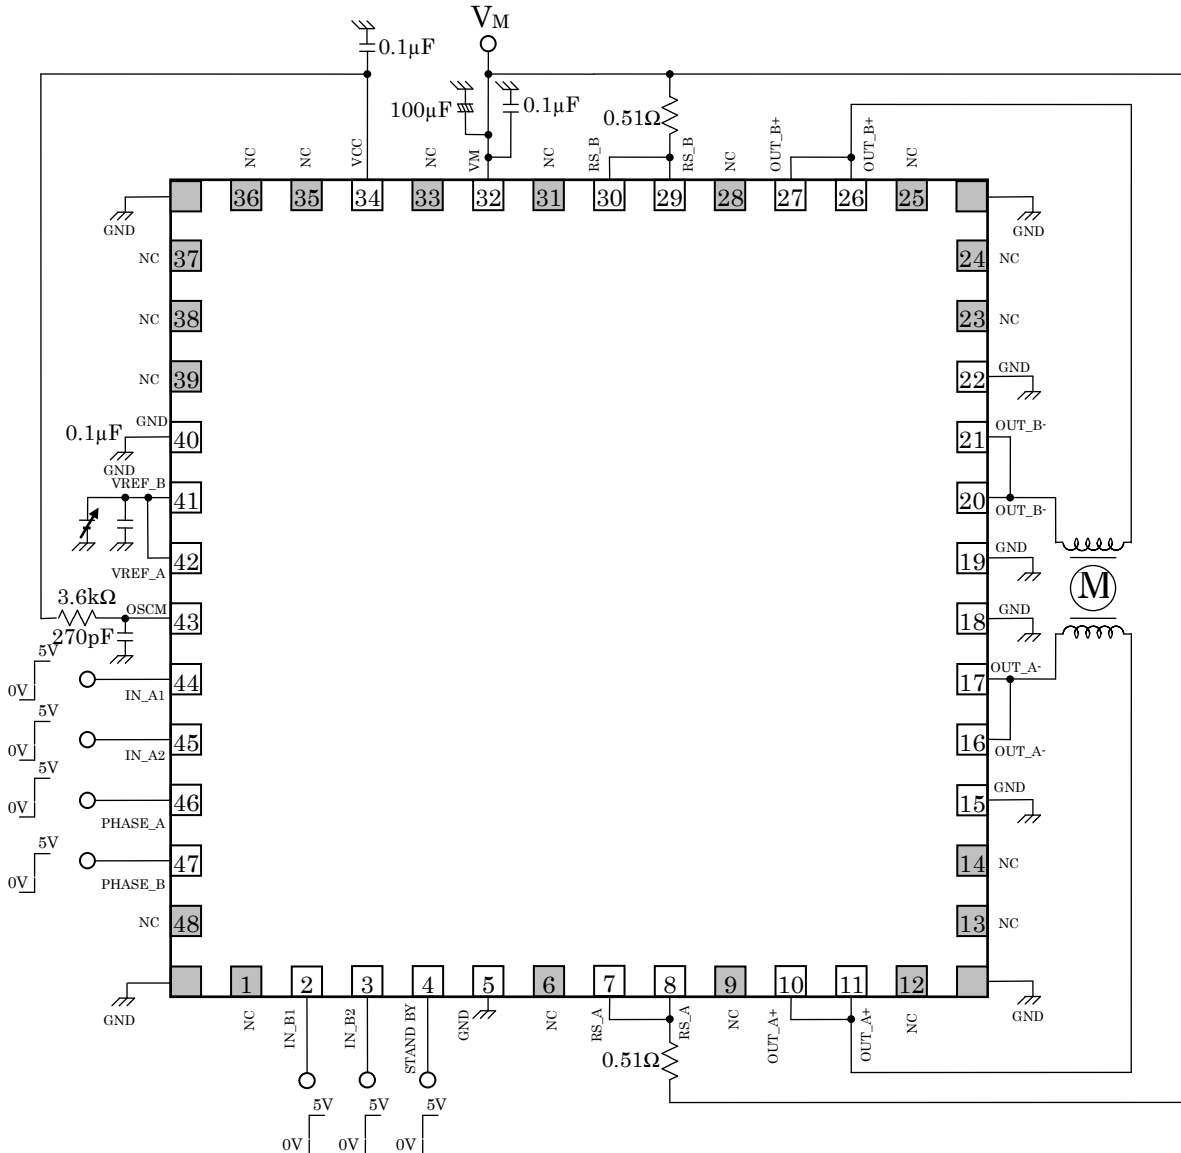 V_M
0.1µF
100µF
0.1µF
0.51Ω
NC
NC
VCC
NC
VM
NC
RS_B
RS_B
NC
OUT_B+
OUT_B+
NC
36
35
34
33
32
31
30
29
28
27
26
25
GND
GND
NC
37
24
NC
NC
38
23
NC
NC
39
22
GND
GND
0.1µF
40
21
OUT_B-
GND
VREF_B
41
20
OUT_B-
42
19
GND
VREF_A
M
3.6kΩ
OSCM
43
18
GND
270pF
5V
0V
44
17
OUT_A-
IN_A1
5V
0V
45
16
OUT_A-
IN_A2
5V
0V
46
15
GND
PHASE_A
5V
0V
47
14
NC
PHASE_B
NC
48
13
NC
1
2
3
4
5
6
7
8
9
10
11
12
GND
GND
NC
IN_B1
IN_B2
STAND BY
GND
NC
RS_A
RS_A
NC
OUT_A+
OUT_A+
NC
0.51Ω
5V
5V
5V
0V
0V
0V